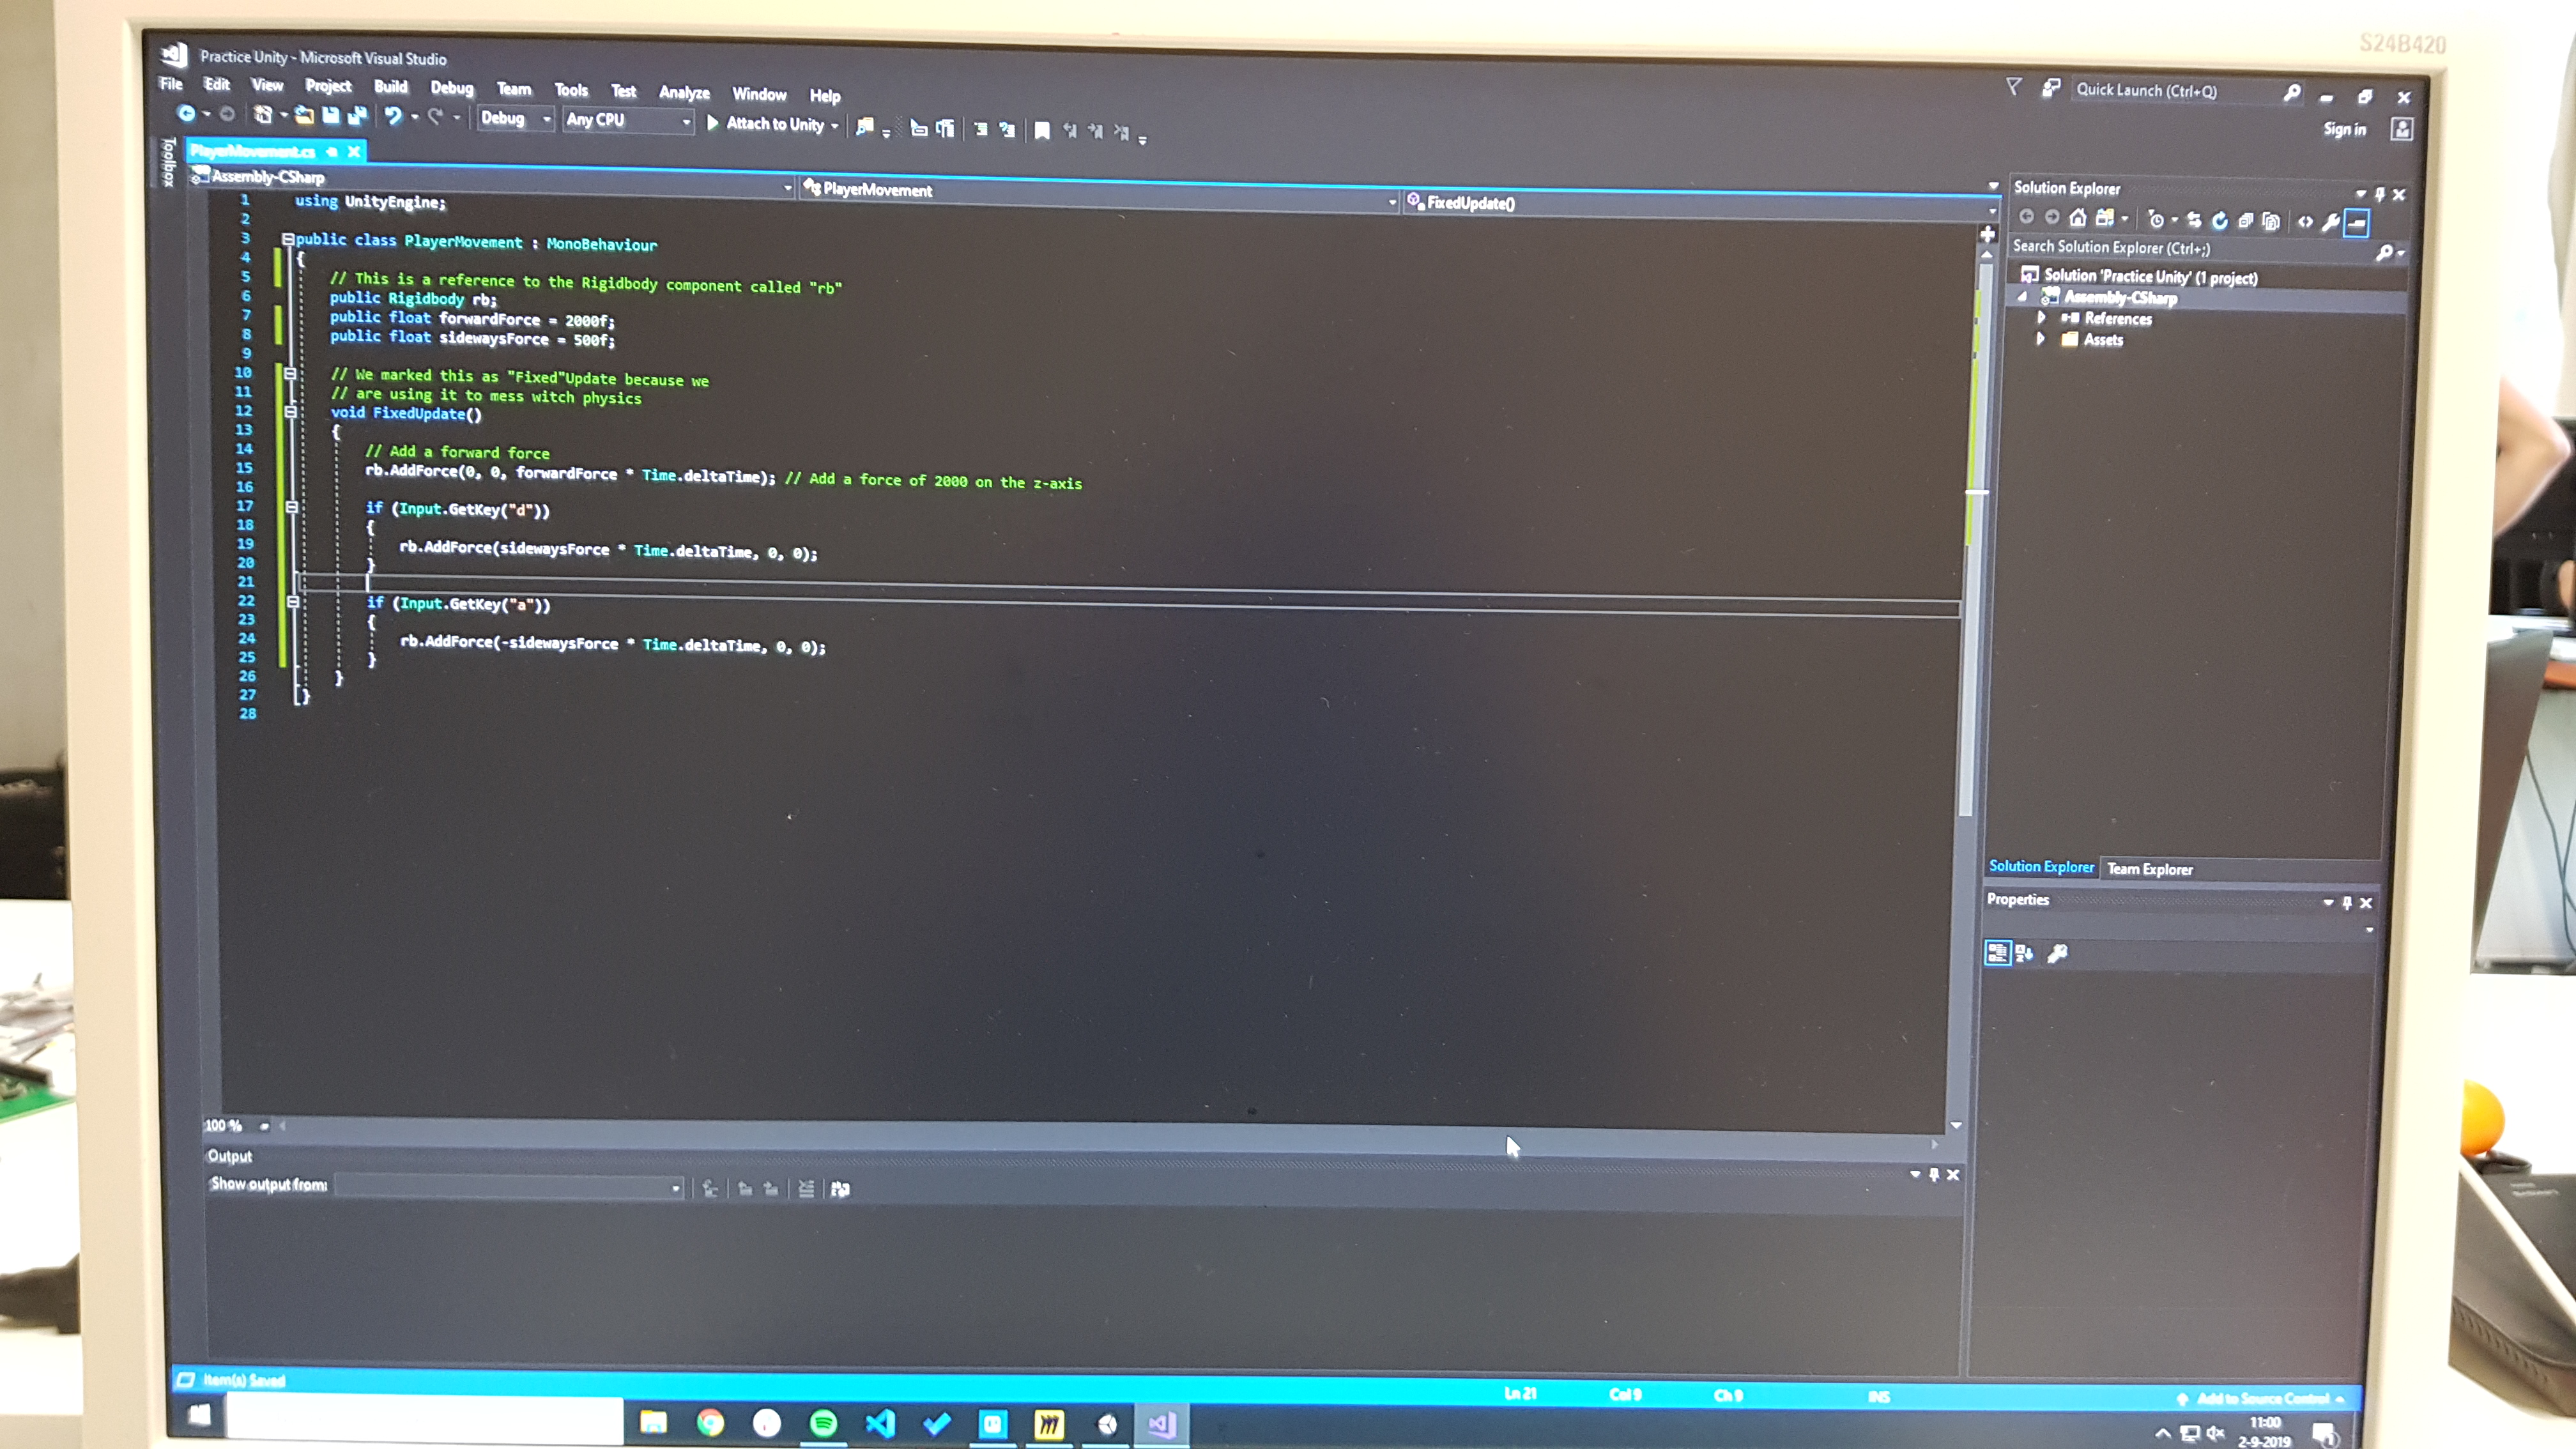 S24B420
Practice Unity - Microsoft Visual Studio
Quick Launch (Ctrl+Q)
File Edit View Project Build Debug Team Tools Test Analyze Window Help
Sign in
Debug Any CPU Attach to Unity
Toolbox
PlayerMovement.cs
Assembly-CSharp PlayerMovement FixedUpdate()
1 using UnityEngine;
2
3 public class PlayerMovement : MonoBehaviour
4 {
5 // This is a reference to the Rigidbody component called "rb"
6 public Rigidbody rb;
7 public float forwardForce = 2000f;
8 public float sidewaysForce = 500f;
9
10 // We marked this as "Fixed"Update because we
11 // are using it to mess witch physics
12 void FixedUpdate()
13 {
14 // Add a forward force
15 rb.AddForce(0, 0, forwardForce * Time.deltaTime); // Add a force of 2000 on the z-axis
16
17 if (Input.GetKey("d"))
18 {
19 rb.AddForce(sidewaysForce * Time.deltaTime, 0, 0);
20 }
21
22 if (Input.GetKey("a"))
23 {
24 rb.AddForce(-sidewaysForce * Time.deltaTime, 0, 0);
25 }
26 }
27 }
28
100 %
Output
Show output from:
Solution Explorer
Search Solution Explorer (Ctrl+;)
Solution 'Practice Unity' (1 project)
Assembly-CSharp
References
Assets
Solution Explorer Team Explorer
Properties
Item(s) Saved
Ln 21 Col 9 Ch 9 INS Add to Source Control
11:00
2-9-2019